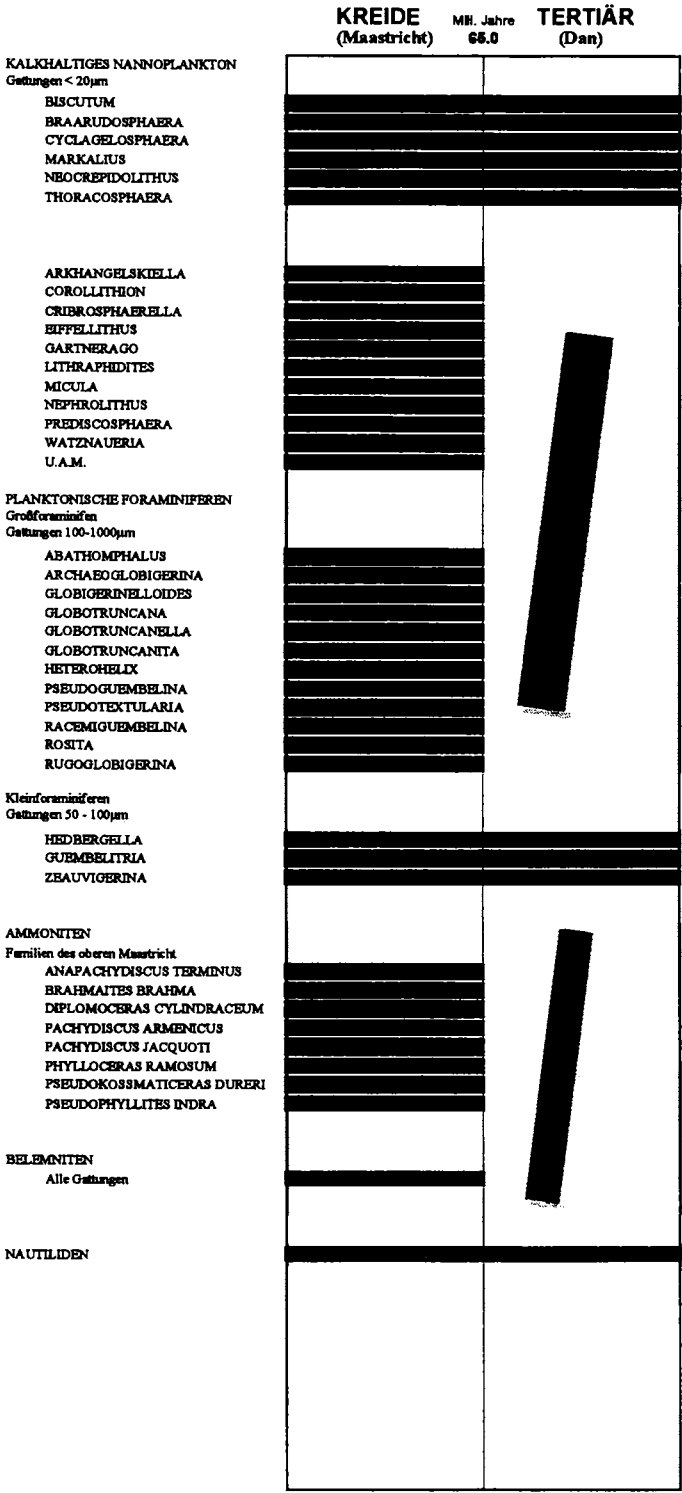 KREIDE Mill. Jahre TERTIÄR
(Maastricht) 65.0 (Dan)
KALKHALTIGES NANNOPLANKTON
Gattungen < 20µm
BISCUTUM
BRAARUDOSPHAERA
CYCLAGELOSPHAERA
MARKALIUS
NEOCREPIDOLITHUS
THORACOSPHAERA
ARKHANGELSKIELLA
COROLLITHION
CRIBROSPHAERELLA
EIFFELLITHUS
GARTNERAGO
LITHRAPHIDITES
MICULA
NEPHROLITHUS
PREDISCOSPHAERA
WATZNAUERIA
U.A.M.
PLANKTONISCHE FORAMINIFEREN
Großforaminifen
Gattungen 100-1000µm
ABATHOMPHALUS
ARCHAEOGLOBIGERINA
GLOBIGERINELLOIDES
GLOBOTRUNCANA
GLOBOTRUNCANELLA
GLOBOTRUNCANITA
HETEROHELIX
PSEUDOGUEMBELINA
PSEUDOTEXTULARIA
RACEMIGUEMBELINA
ROSITA
RUGOGLOBIGERINA
Kleinforaminiferen
Gattungen 50 - 100µm
HEDBERGELLA
GUEMBELITRIA
ZEAUVIGERINA
AMMONITEN
Familien des oberen Maastricht
ANAPACHYDISCUS TERMINUS
BRAHMAITES BRAHMA
DIPLOMOCERAS CYLINDRACEUM
PACHYDISCUS ARMENICUS
PACHYDISCUS JACQUOTI
PHYLLOCERAS RAMOSUM
PSEUDOKOSSMATICERAS DURERI
PSEUDOPHYLLITES INDRA
BELEMNITEN
Alle Gattungen
NAUTILIDEN